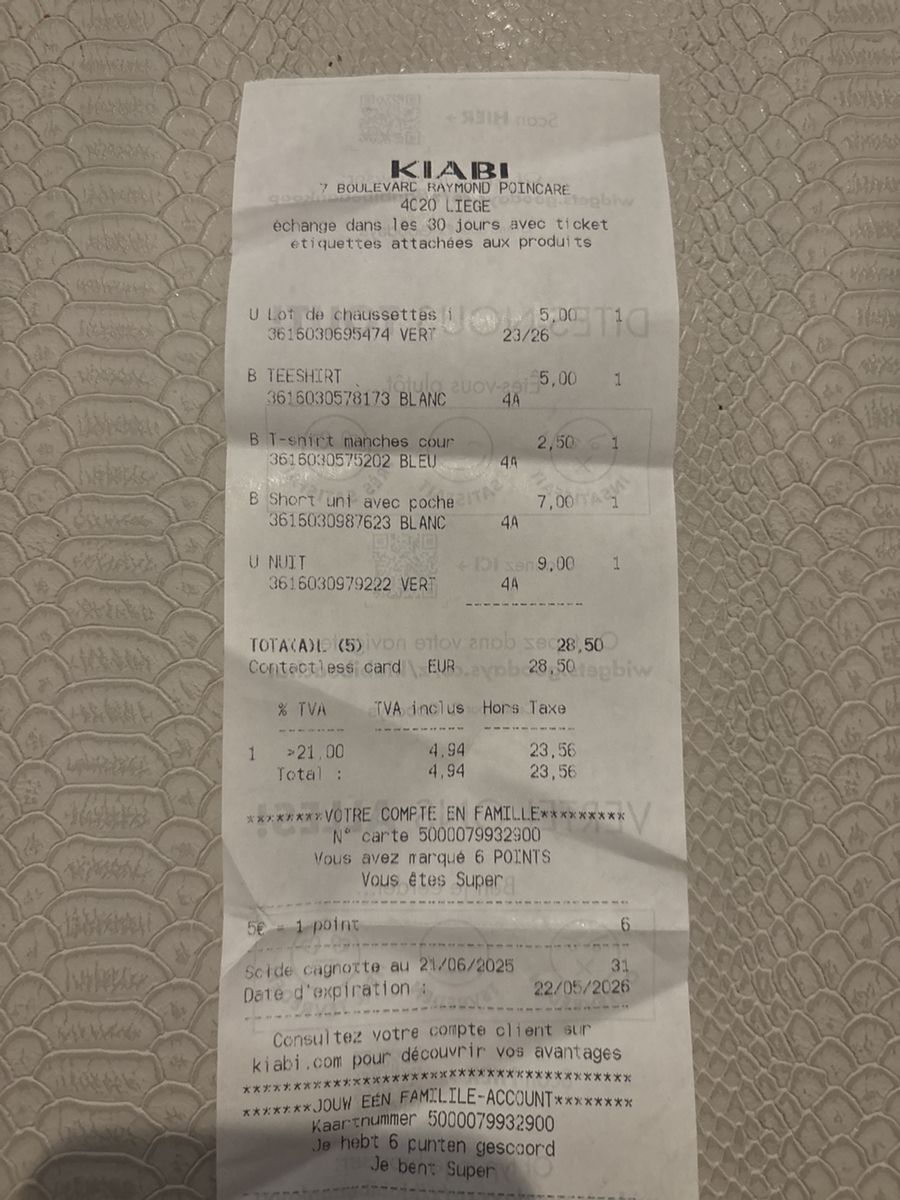 KIABI
7 BOULEVARD RAYMOND POINCARE
4020 LIEGE
échange dans les 30 jours avec ticket
étiquettes attachées aux produits
U Lot de chaussettes i 5,00 1
3616030695474 VERT 23/26
B TEESHIRT 5,00 1
3616030578173 BLANC 4A
B T-shirt manches cour 2,50 1
3616030575202 BLEU 4A
B Short uni avec poche 7,00 1
3616030987623 BLANC 4A
U NUIT 9,00 1
3616030979222 VERT 4A
------------
TOTA(A)L (5) 28,50
Contactless card EUR 28,50
% TVA TVA inclus Hors Taxe
------- --------- ---------
1 >21,00 4,94 23,56
Total : 4,94 23,56
********VOTRE COMPTE EN FAMILLE*********
N° carte 5000079932900
Vous avez marqué 6 POINTS
Vous êtes Super
----------------------------------------
5€ = 1 point 6
----------------------------------------
Solde cagnotte au 21/06/2025 31
Date d'expiration : 22/05/2026
----------------------------------------
Consultez votre compte client sur
kiabi.com pour découvrir vos avantages
****************************************
*******JOUW EEN FAMILILE-ACCOUNT********
Kaartnummer 5000079932900
Je hebt 6 punten gescoord
Je bent Super
----------------------------------------